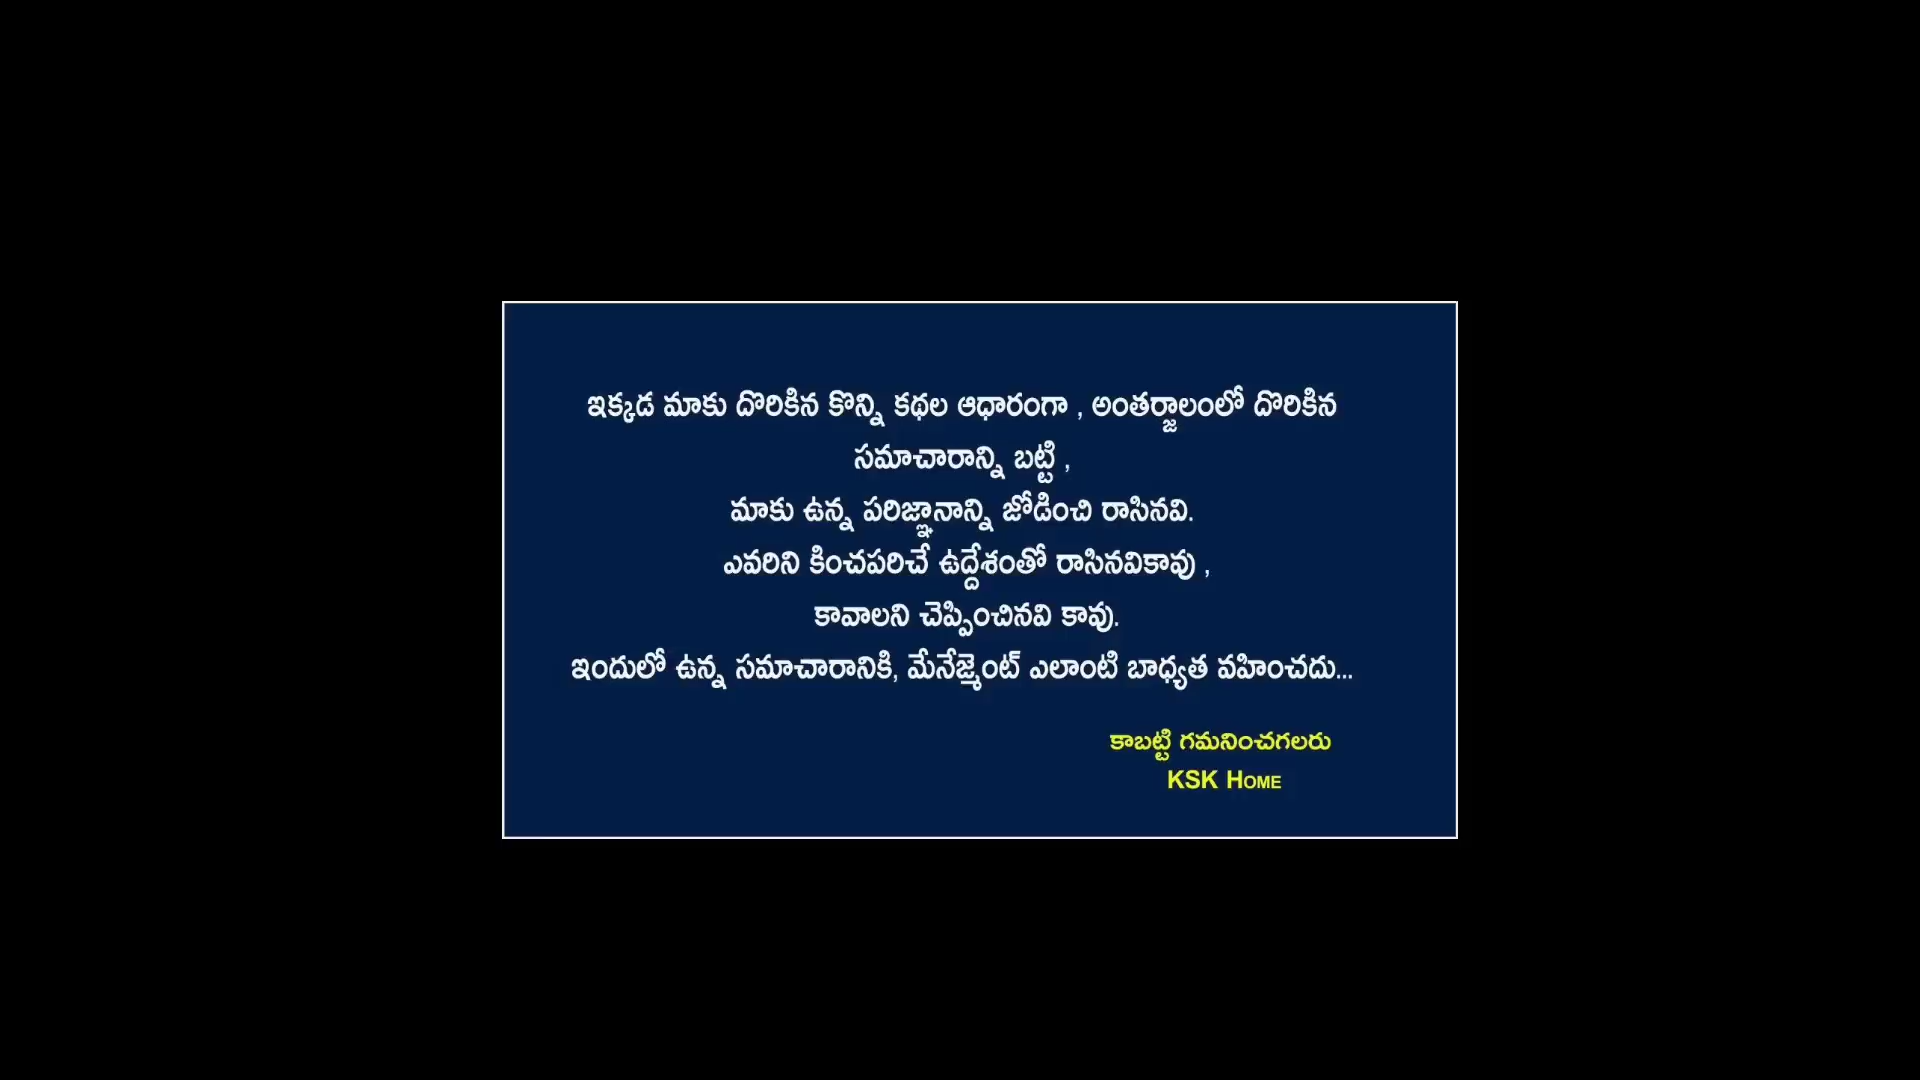 ఇక్కడ మాకు దొరికిన కొన్ని కథల ఆధారంగా , అంతర్జాలంలో దొరికిన
సమాచారాన్ని బట్టి ,
మాకు ఉన్న పరిజ్ఞానాన్ని జోడించి రాసినవి.
ఎవరిని కించపరిచే ఉద్దేశంతో రాసినవికావు ,
కావాలని చెప్పించినవి కావు.
ఇందులో ఉన్న సమాచారానికి, మేనేజ్మెంట్ ఎలాంటి బాధ్యత వహించదు...
కాబట్టి గమనించగలరు
KSK HOME